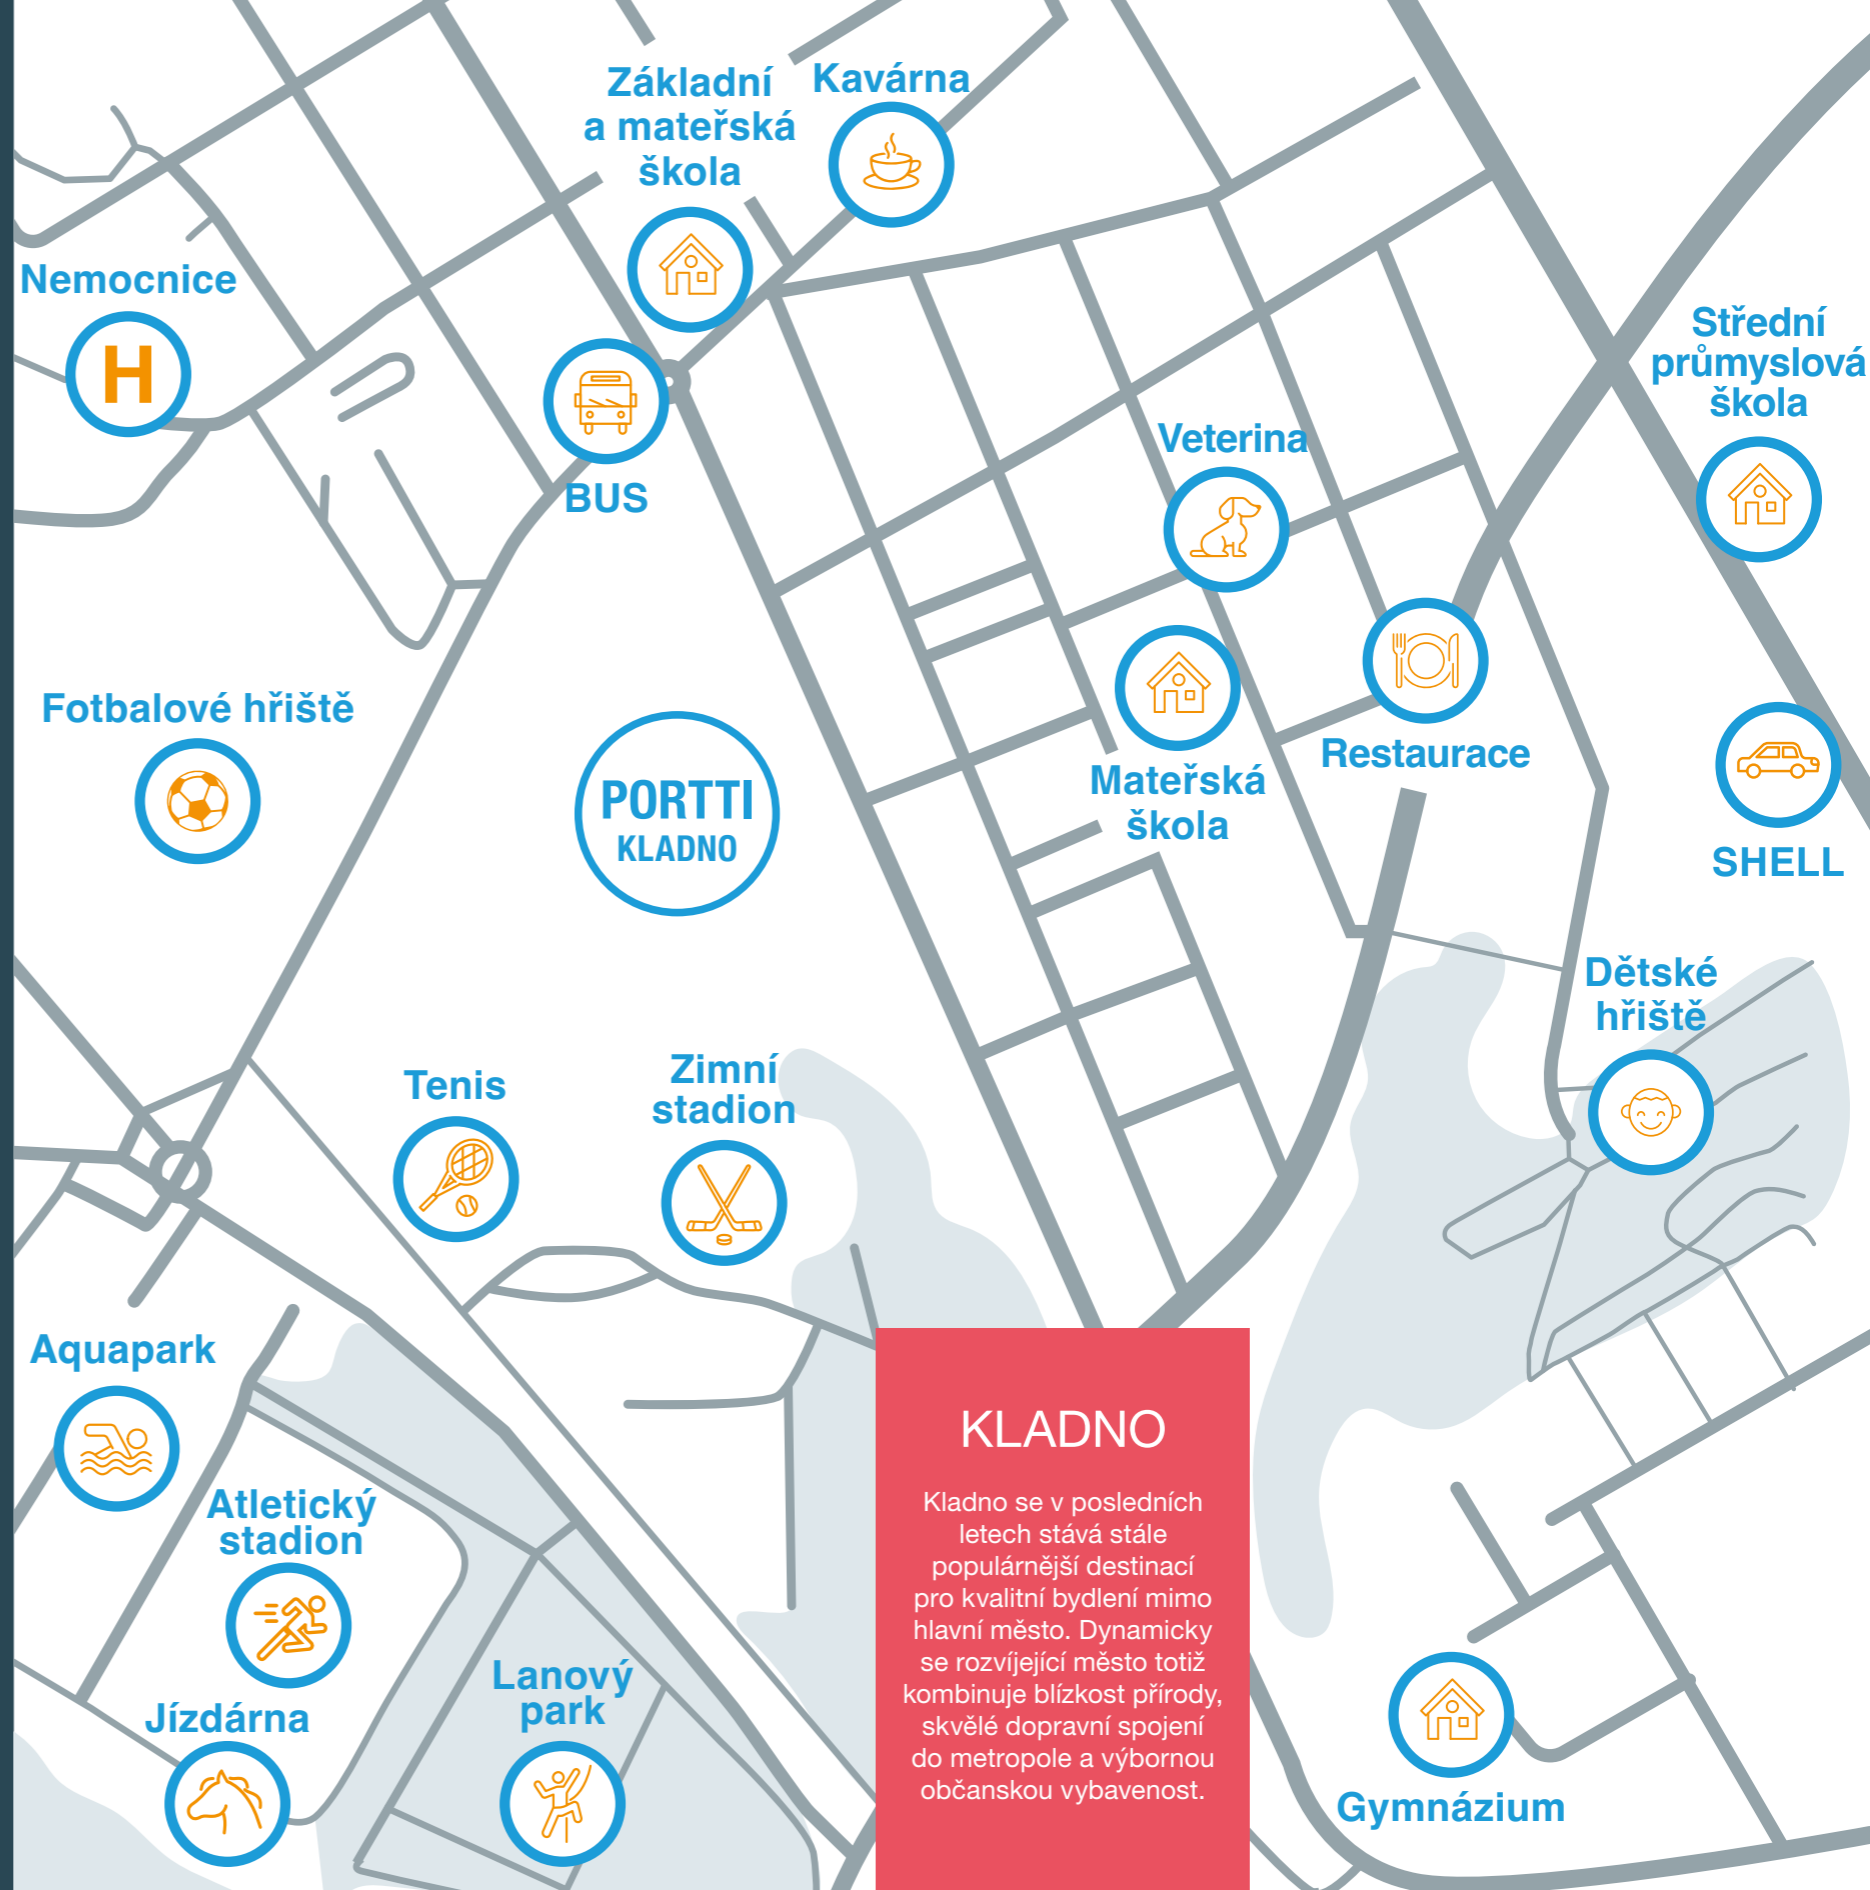 Základní
a mateřská
škola
Kavárna
Nemocnice
H
BUS
Střední
průmyslová
škola
Veterina
Fotbalové hřiště
PORTTI
KLADNO
Mateřská
škola
Restaurace
SHELL
Dětské
hřiště
Tenis
Zimní
stadion
Aquapark
Atletický
stadion
Jízdárna
Lanový
park
KLADNO
Kladno se v posledních
letech stává stále
populárnější destinací
pro kvalitní bydlení mimo
hlavní město. Dynamicky
se rozvíjející město totiž
kombinuje blízkost přírody,
skvělé dopravní spojení
do metropole a výbornou
občanskou vybavenost.
Gymnázium